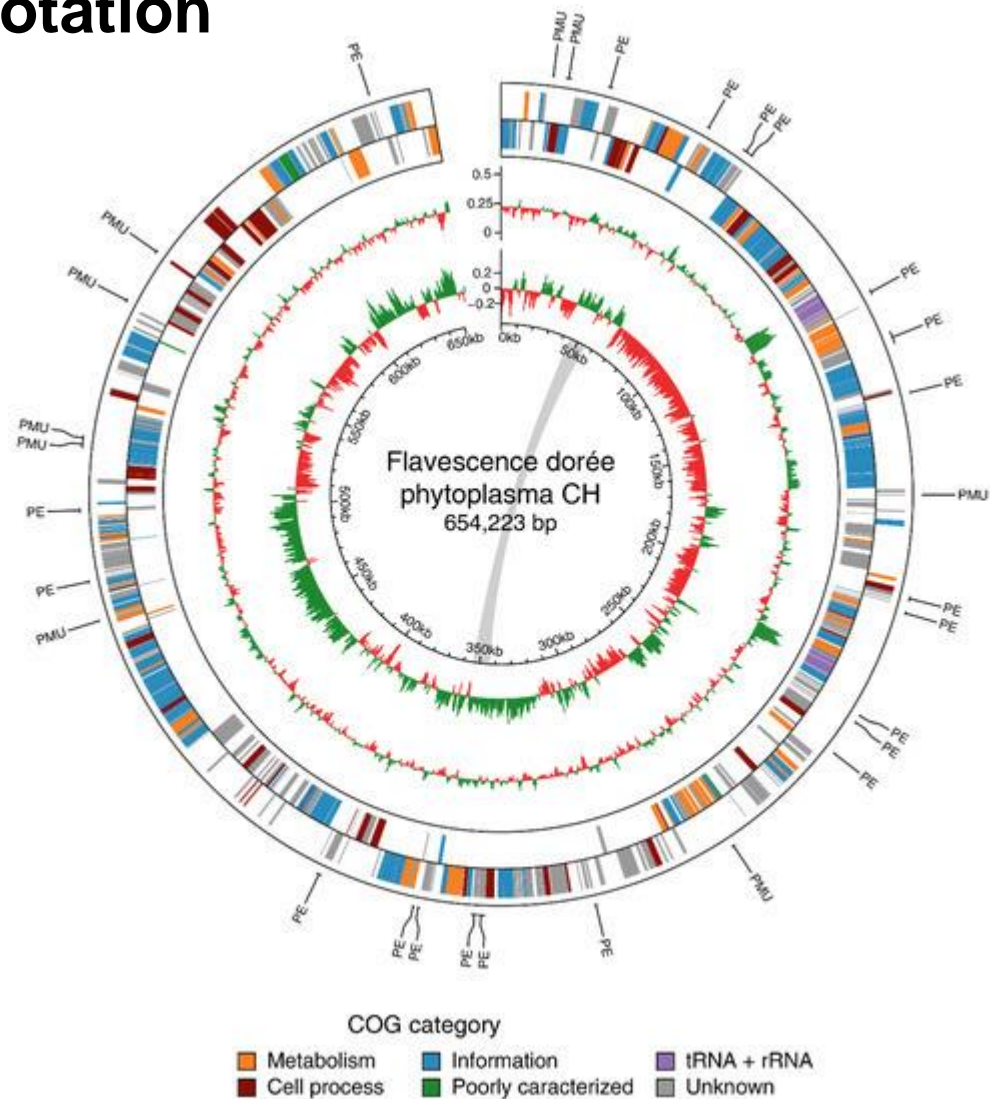 otation
PMU
PMU
PE
PE
PE
PE
PE
PE
PE
PE
PMU
PE
PE
PE
PE
PE
PMU
PE
PE
PE
PE
PE
PE
PMU
PE
PE
PMU
PMU
PMU
PMU
0.5
0.25
0
0.2
0
−0.2
0kb
50kb
100kb
150kb
200kb
250kb
300kb
350kb
400kb
450kb
500kb
550kb
600kb
650kb
Flavescence dorée
phytoplasma CH
654,223 bp
COG category
Metabolism Information tRNA + rRNA
Cell process Poorly caracterized Unknown